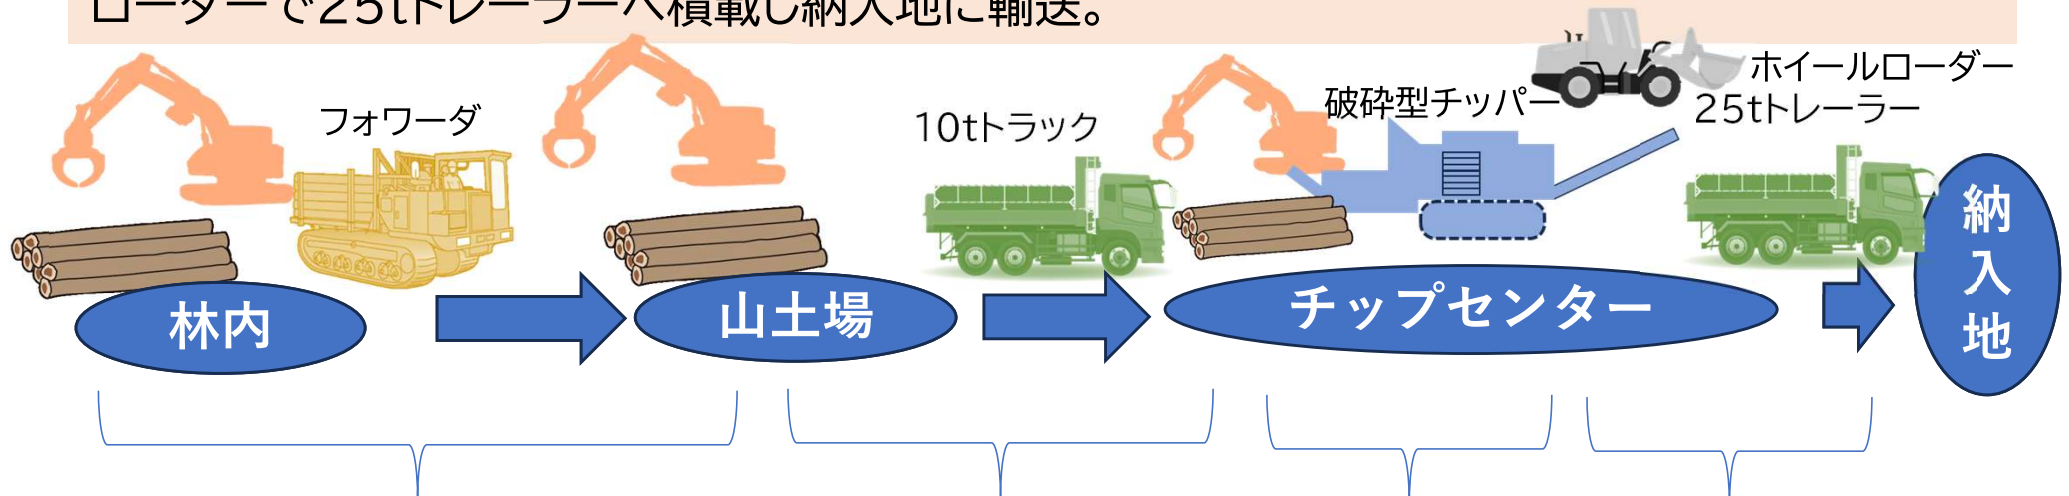 ローダーで25tトレーラーへ積載し納入地に輸送。
ホイールローダー
フォワーダ
破砕型チッパー
25tトレーラー
10tトラック
林内
山土場
チップセンター
納入地